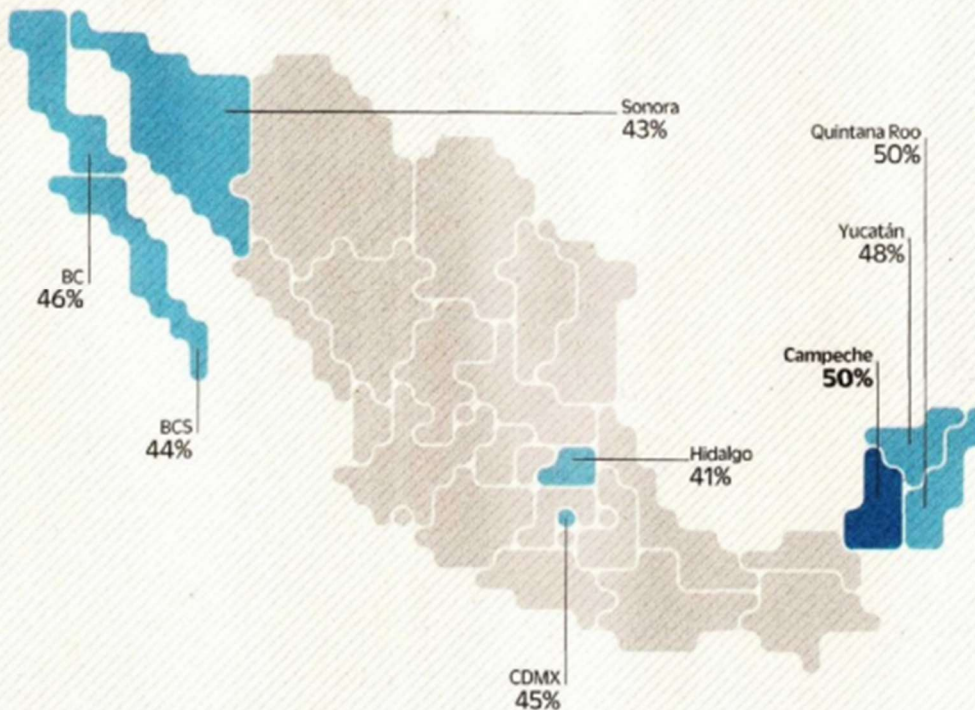 Sonora
43%
Quintana Roo
50%
Yucatán
48%
BC
46%
Campeche
50%
BCS
44%
Hidalgo
41%
CDMX
45%